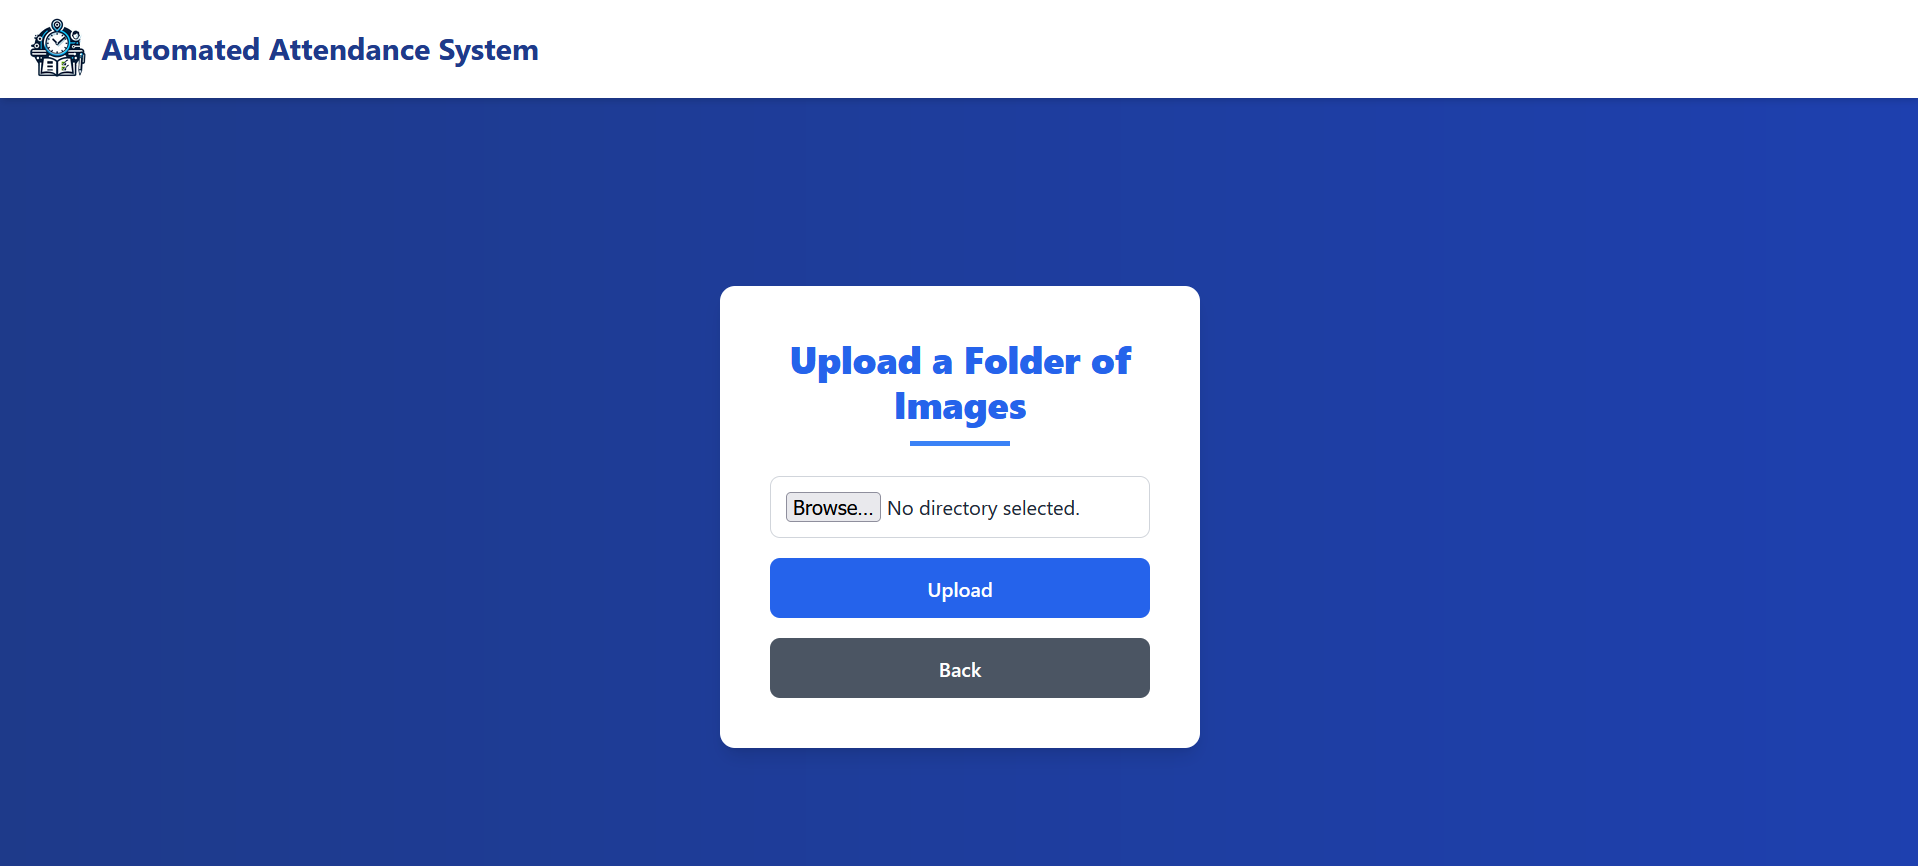 Automated Attendance System
Upload a Folder of
Images
Browse... No directory selected.
Upload
Back